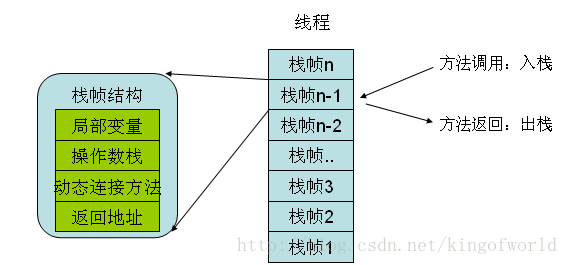 线程
栈帧n
栈帧n-1
栈帧n-2
栈帧..
栈帧3
栈帧2
栈帧1
方法调用：入栈
方法返回：出栈
栈帧结构
局部变量
操作数栈
动态连接方法
返回地址
http://blog.csdn.net/kingofworld